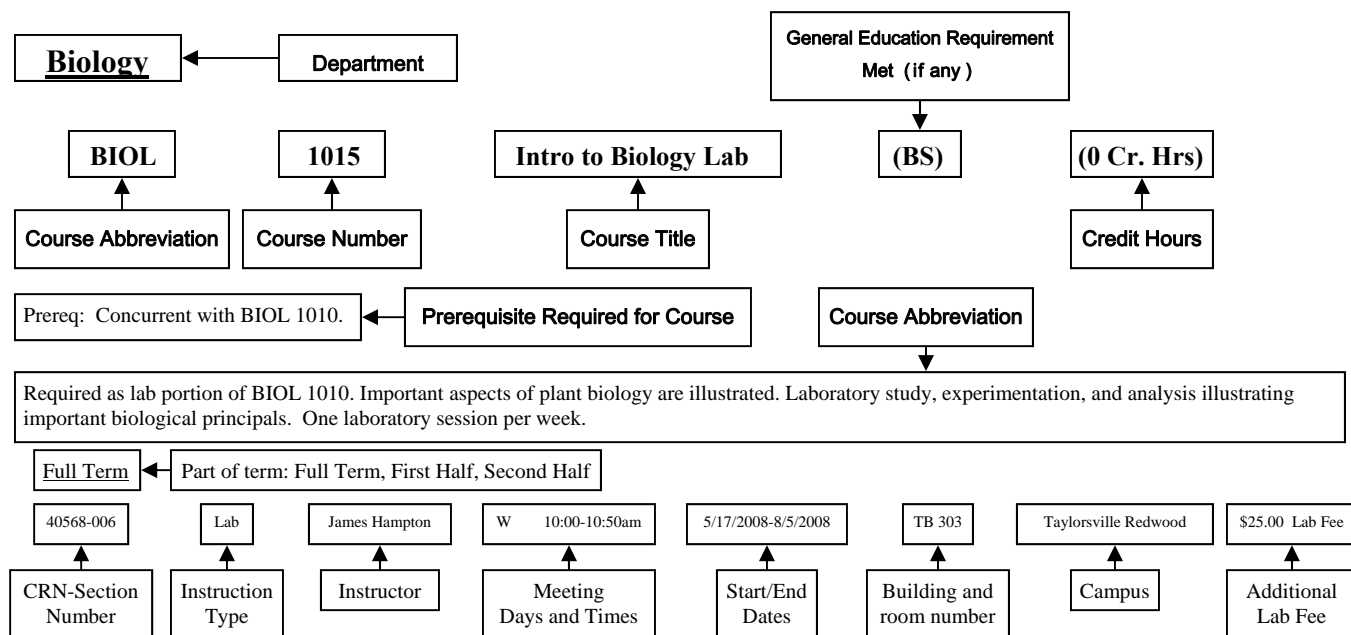 General Education Requirement
Met ( if any )
Biology
Department
BIOL
1015
Intro to Biology Lab
(BS)
(0 Cr. Hrs)
Course Abbreviation
Course Number
Course Title
Credit Hours
Prereq: Concurrent with BIOL 1010.
Prerequisite Required for Course
Course Abbreviation
Required as lab portion of BIOL 1010. Important aspects of plant biology are illustrated. Laboratory study, experimentation, and analysis illustrating
important biological principals. One laboratory session per week.
Full Term
Part of term: Full Term, First Half, Second Half
40568-006
Lab
James Hampton
W 10:00-10:50am
5/17/2008-8/5/2008
TB 303
Taylorsville Redwood
$25.00 Lab Fee
CRN-Section
Number
Instruction
Type
Instructor
Meeting
Days and Times
Start/End
Dates
Building and
room number
Campus
Additional
Lab Fee